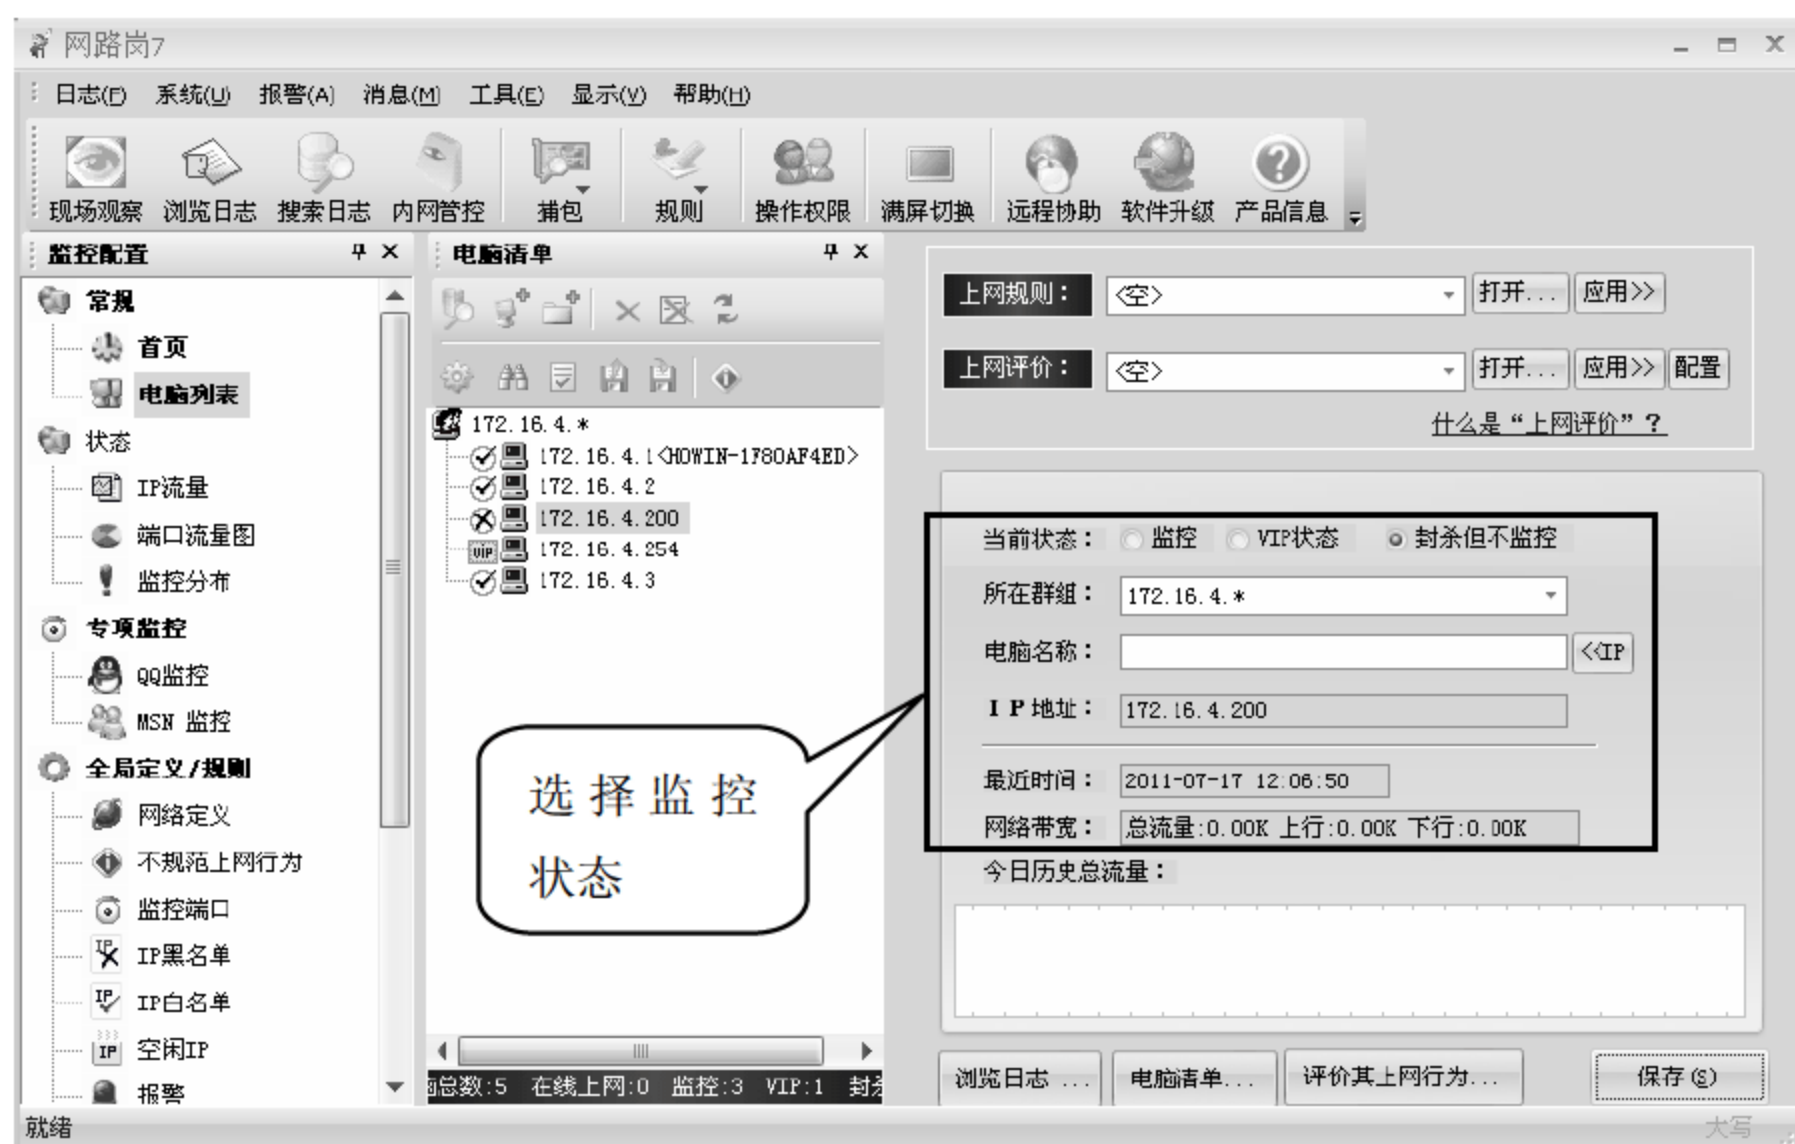 网路岗7
日志(F) 系统(U) 报警(A) 消息(M) 工具(E) 显示(V) 帮助(H)
现场观察 浏览日志 搜索日志 内网管控 捕包 规则 操作权限 满屏切换 远程协助 软件升级 产品信息
监控配置
常规
首页
电脑列表
状态
IP流量
端口流量图
监控分布
专项监控
QQ监控
MSN 监控
全局定义/规则
网络定义
不规范上网行为
监控端口
IP黑名单
IP白名单
空闲IP
报警
电脑清单
172.16.4.*
172.16.4.1<HOWIN-1F80AF4ED>
172.16.4.2
172.16.4.200
VIP 172.16.4.254
172.16.4.3
选择监控
状态
总数:5 在线上网:0 监控:3 VIP:1 封杀
上网规则： <空> 打开... 应用>>
上网评价： <空> 打开... 应用>> 配置
什么是“上网评价”？
当前状态： 监控 VIP状态 封杀但不监控
所在群组： 172.16.4.*
电脑名称： <<IP
IP地址： 172.16.4.200
最近时间： 2011-07-17 12:06:50
网络带宽： 总流量:0.00K 上行:0.00K 下行:0.00K
今日历史总流量：
浏览日志 ... 电脑清单... 评价其上网行为... 保存(S)
就绪 大写